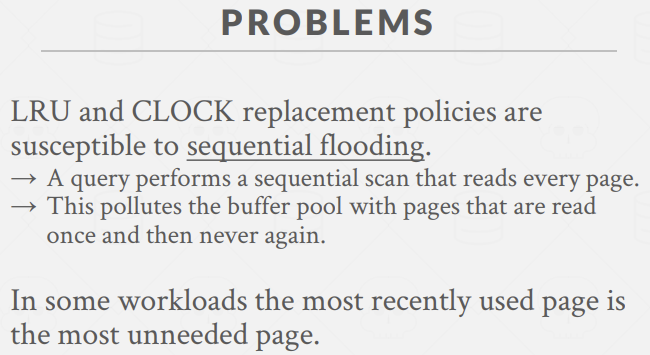 PROBLEMS
LRU and CLOCK replacement policies are
susceptible to sequential flooding.
→ A query performs a sequential scan that reads every page.
→ This pollutes the buffer pool with pages that are read
once and then never again.
In some workloads the most recently used page is
the most unneeded page.